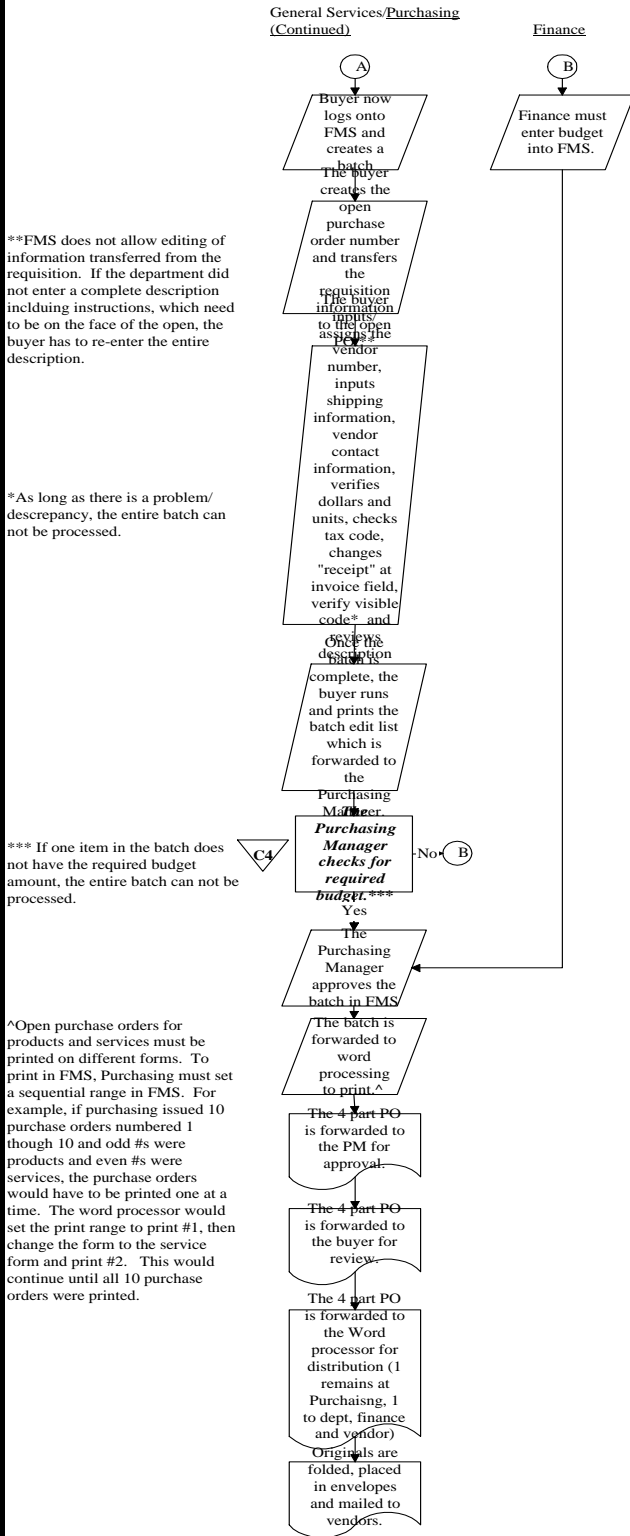 General Services/Purchasing
(Continued)
Finance
A
B
Buyer now
logs onto
FMS and
creates a
batch
Finance must
enter budget
into FMS.
The buyer
creates the
open
purchase
order number
and transfers
the
requisition
information
to the open
PO.**
**FMS does not allow editing of
information transferred from the
requisition.  If the department did
not enter a complete description
inclduing instructions, which need
to be on the face of the open, the
buyer has to re-enter the entire
description.
The buyer
inputs/
assigns the
vendor
number,
inputs
shipping
information,
vendor
contact
information,
verifies
dollars and
units, checks
tax code,
changes
"receipt" at
invoice field,
verify visible
code*  and
reviews
description
*As long as there is a problem/
descrepancy, the entire batch can
not be processed.
Once the
batch is
complete, the
buyer runs
and prints the
batch edit list
which is
forwarded to
the
Purchasing
Manager.
C4
The
Purchasing
Manager
checks for
required
budget.***
No
B
Yes
*** If one item in the batch does
not have the required budget
amount, the entire batch can not be
processed.
The
Purchasing
Manager
approves the
batch in FMS
The batch is
forwarded to
word
processing
to print.^
^Open purchase orders for
products and services must be
printed on different forms.  To
print in FMS, Purchasing must set
a sequential range in FMS.  For
example, if purchasing issued 10
purchase orders numbered 1
though 10 and odd #s were
products and even #s were
services, the purchase orders
would have to be printed one at a
time.  The word processor would
set the print range to print #1, then
change the form to the service
form and print #2.   This would
continue until all 10 purchase
orders were printed.
The 4 part PO
is forwarded to
the PM for
approval.
The 4 part PO
is forwarded to
the buyer for
review.
The 4 part PO
is forwarded to
the Word
processor for
distribution (1
remains at
Purchaisng, 1
to dept, finance
and vendor)
Originals are
folded, placed
in envelopes
and mailed to
vendors.